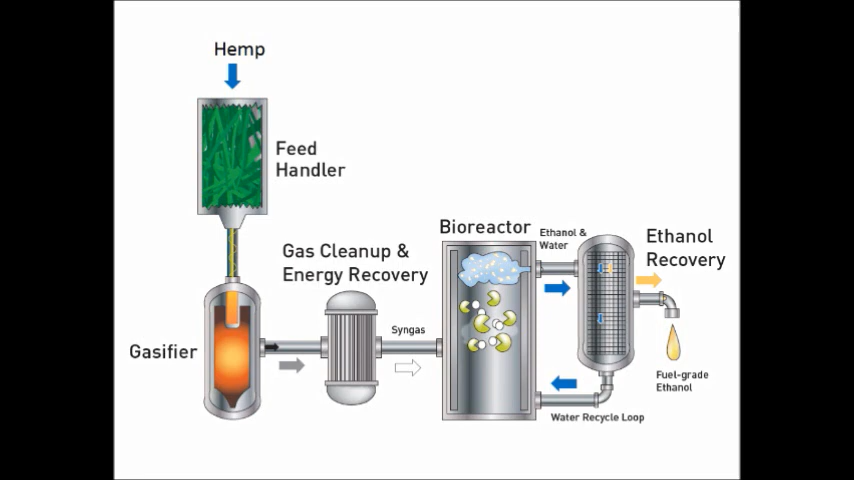 Hemp
Feed
Handler
Gas Cleanup &
Energy Recovery
Gasifier
Syngas
Bioreactor
Ethanol &
Water
Ethanol
Recovery
Fuel-grade
Ethanol
Water Recycle Loop